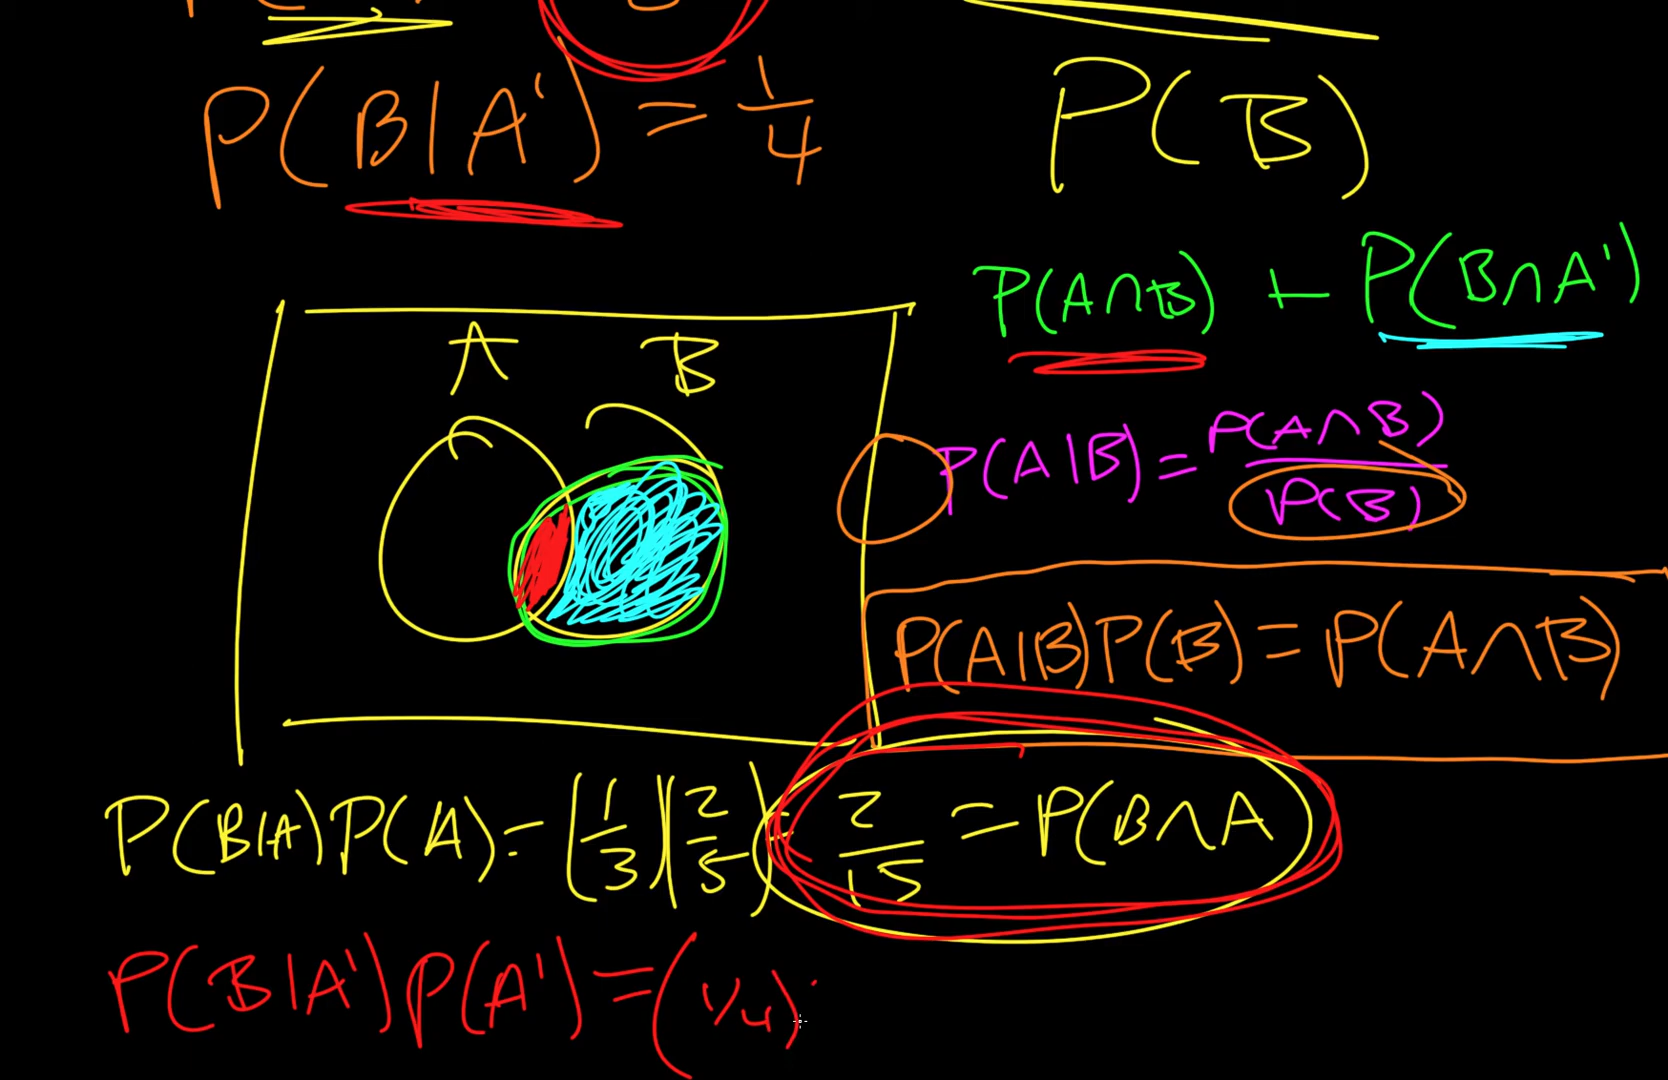 P(B|A') = 1/4
P(B)
P(A∩B) + P(B∩A')
A B
P(A|B) = P(A∩B)/P(B)
P(A|B)P(B) = P(A∩B)
P(B|A)P(A) = (1/3)(2/5) = 2/15 = P(B∩A
P(B|A')P(A') = (1/4)